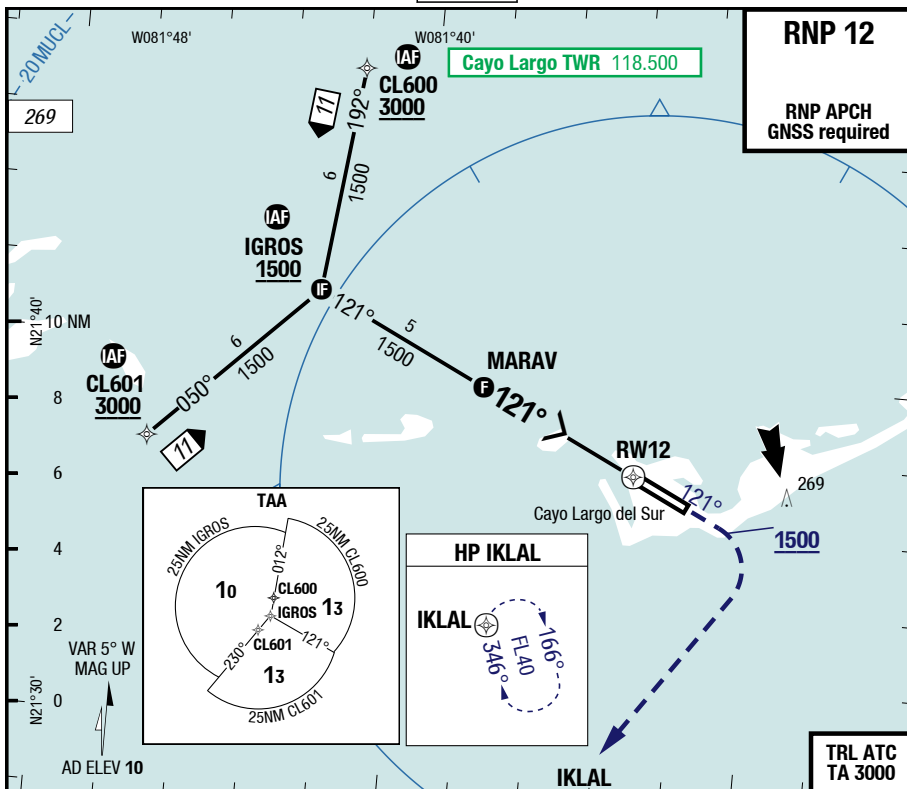 W081°48'
W081°40'
20 MUCL
269
IAF
CL600
3000
Cayo Largo TWR 118.500
RNP 12
RNP APCH
GNSS required
11
192°
6
1500
IAF
IGROS
1500
IF
121°
5
1500
N21°40'
10 NM
8
6
4
2
0
N21°30'
IAF
CL601
3000
050°
6
1500
11
MARAV
F
121°
RW12
Cayo Largo del Sur
121°
269
1500
TAA
25NM IGROS
25NM CL600
25NM CL601
012°
CL600
IGROS
CL601
10
13
13
230°
121°
HP IKLAL
IKLAL
346°
FL40
166°
VAR 5° W
MAG UP
AD ELEV 10
IKLAL
TRL ATC
TA 3000